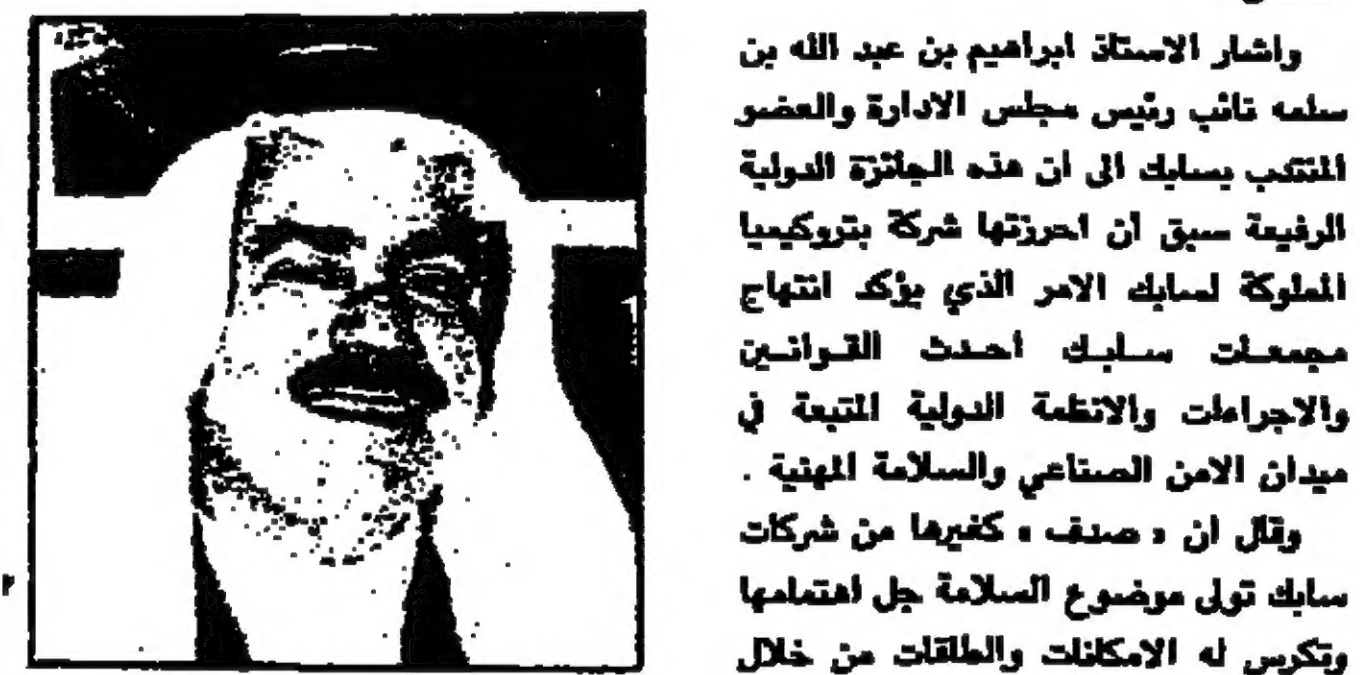 واشار الاستاذ ابراهيم بن عبد الله بن
سلمه نائب رئيس مجلس الادارة والعضو
المنتدب بسابك الى ان هذه الجائزة الدولية
الرفيعة سبق ان احرزتها شركة بتروكيميا
المملوكة لسابك الامر الذي يؤكد انتهاج
مجمعات سابك احدث القوانين
والاجراءات والانظمة الدولية المتبعة في
ميدان الامن الصناعي والسلامة المهنية .
وقال ان « صدف » كغيرها من شركات
سابك تولى موضوع السلامة جل اهتمامها
وتكرس له الامكانات والطاقات من خلال